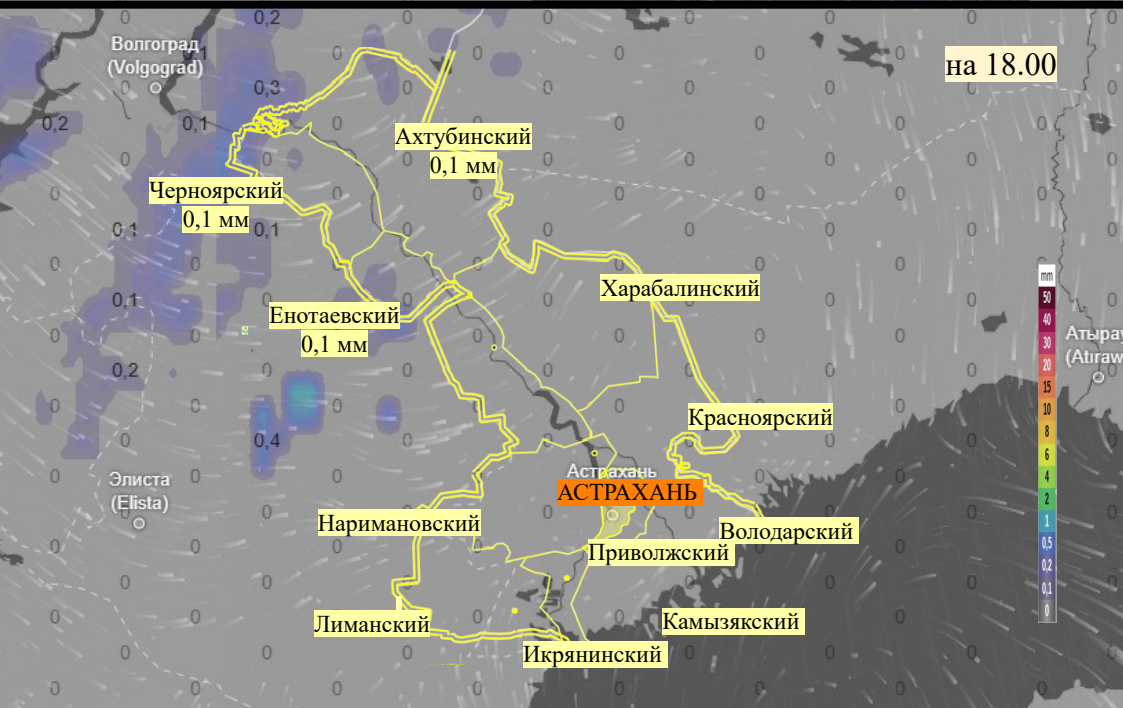 Волгоград
(Volgograd)
на 18.00
Ахтубинский
0,1 мм
Черноярский
0,1 мм
Енотаевский
0,1 мм
Харабалинский
Атырау
(Atıraw
Красноярский
Астрахань
АСТРАХАНЬ
Элиста
(Elista)
Наримановский
Володарский
Приволжский
Лиманский
Камызякский
Икрянинский
mm
50
40
30
20
15
10
8
6
4
2
1
0,5
0,2
0,1
0
0,2
0,3
0,2
0,1
0,1
0,1
0,2
0,4